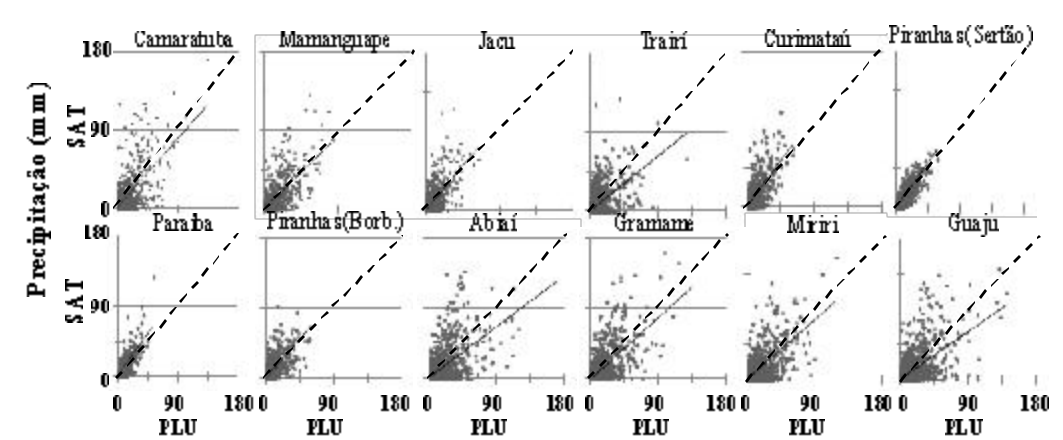 Camaratuba Mamanguape Jacu Trairí Curimataú Piranhas(Sertão)
Precipitação (mm)
SAT
180
90
0
Paraíba Piranhas(Borb.) Abiaí Gramame Miriri Guaju
SAT
180
90
0
0 90 180 0 90 180 0 90 180 0 90 180 0 90 180 0 90 180
PLU PLU PLU PLU PLU PLU